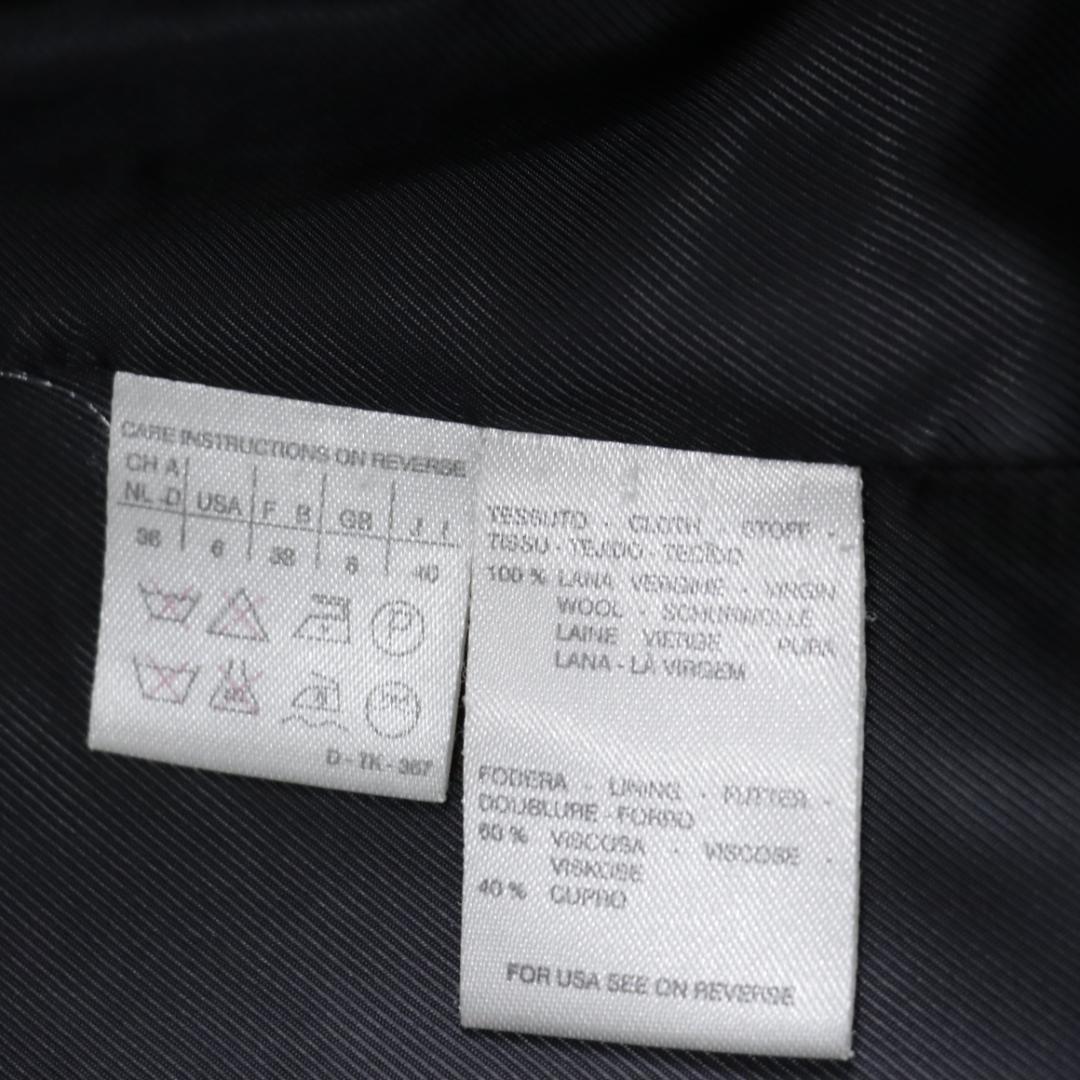 CARE INSTRUCTIONS ON REVERSE
CH A
NL D USA F B GB J I
36 6 38 8 40
P
D-TK-367
TESSUTO - CLOTH - STOFF -
TISSU - TEJIDO - TECIDO
100 % LANA VERGINE - VIRGIN
WOOL - SCHURWOLLE
LAINE VIERGE PURA
LANA - LÀ VIRGEM
FODERA - LINING - FUTTER -
DOUBLURE - FORRO
60 % VISCOSA - VISCOSE -
VISKOSE
40 % CUPRO
FOR USA SEE ON REVERSE